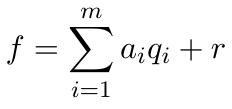 f = \sum_{i=1}^{m} a_i q_i + r